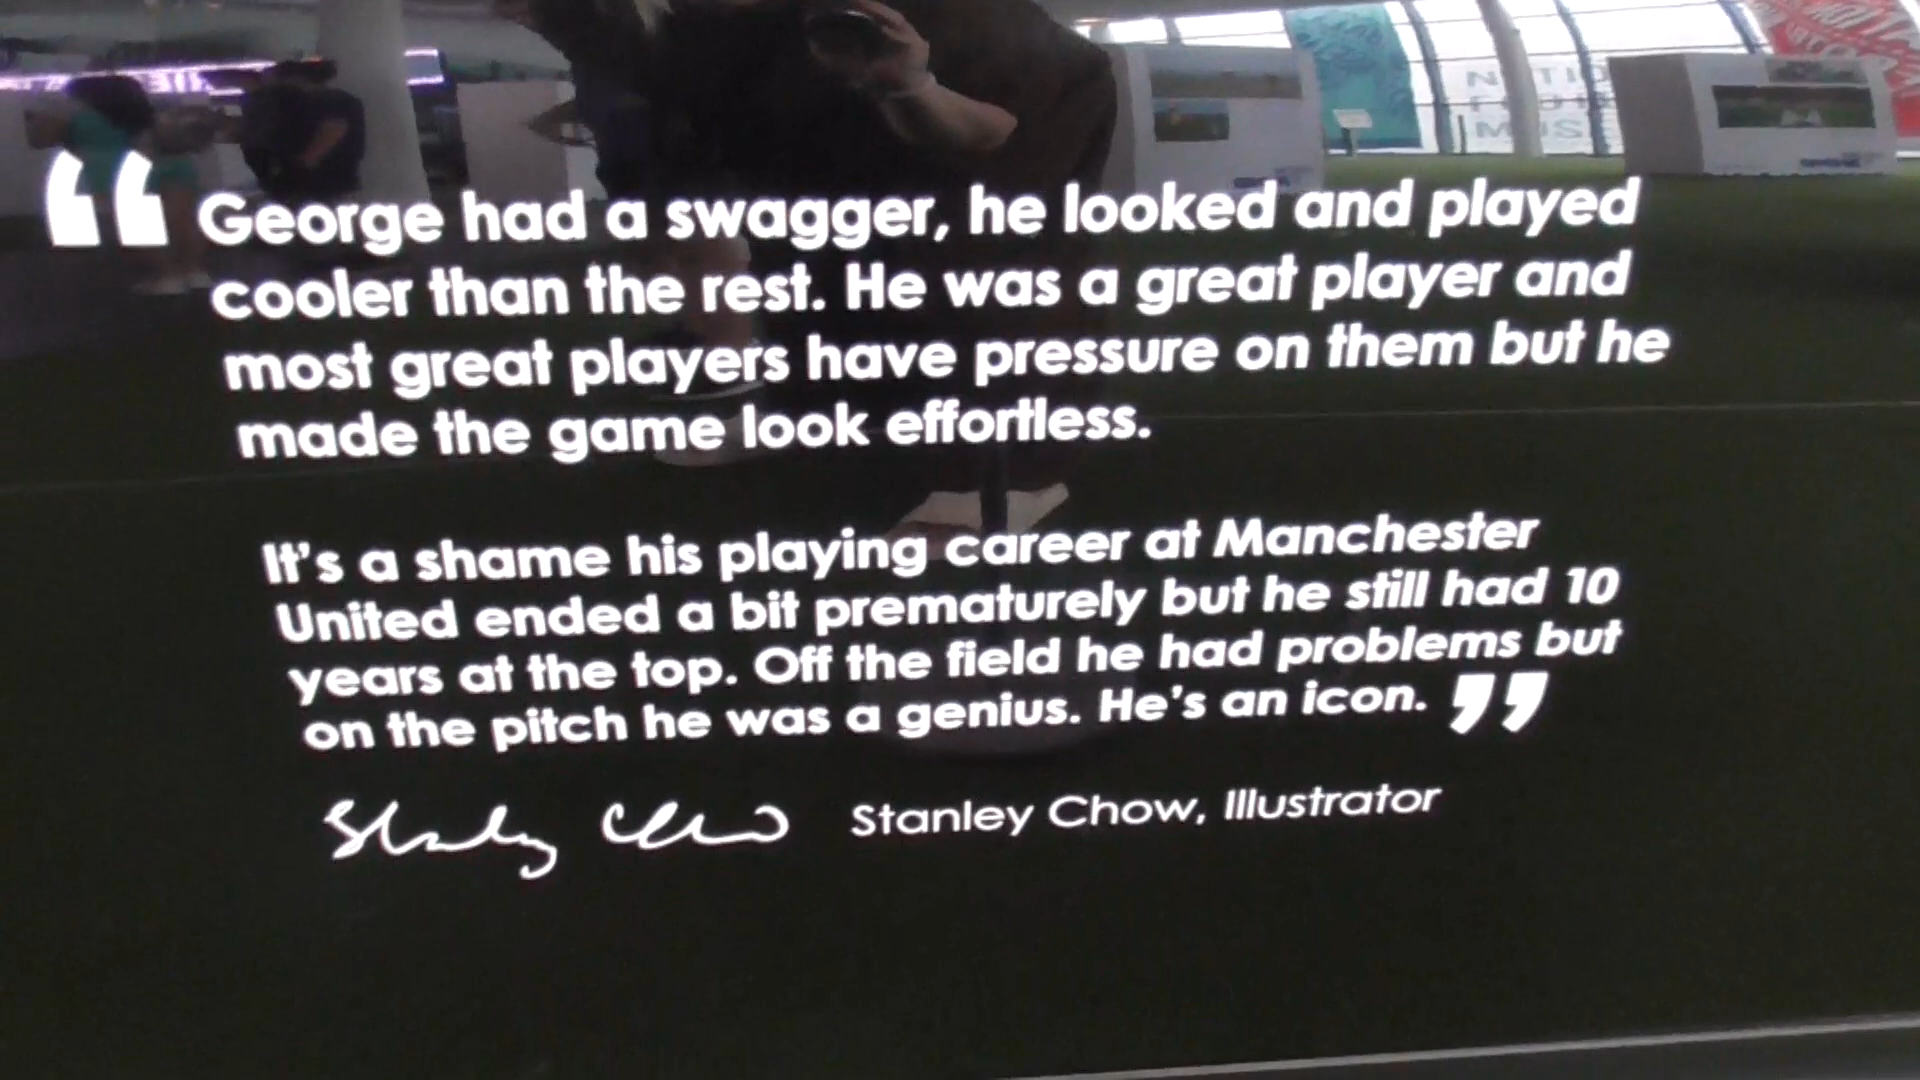 “ George had a swagger, he looked and played
cooler than the rest. He was a great player and
most great players have pressure on them but he
made the game look effortless.
It's a shame his playing career at Manchester
United ended a bit prematurely but he still had 10
years at the top. Off the field he had problems but
on the pitch he was a genius. He's an icon. ”
Stanley Chow Stanley Chow, Illustrator